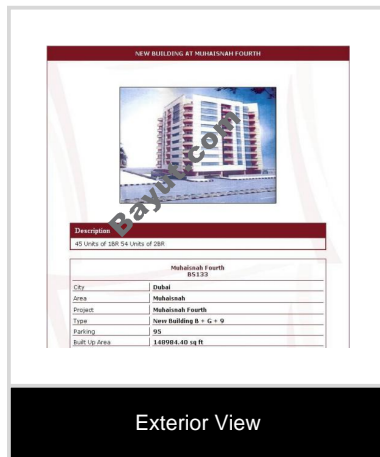 NEW BUILDING AT MUHAISNAH FOURTH
Bayut.com
Description
45 Units of 1BR 54 Units of 2BR
Muhaisnah Fourth
BS133
City Dubai
Area Muhaisnah
Project Muhaisnah Fourth
Type New Building B + G + 9
Parking 95
Built Up Area 148984.40 sq ft
Exterior View